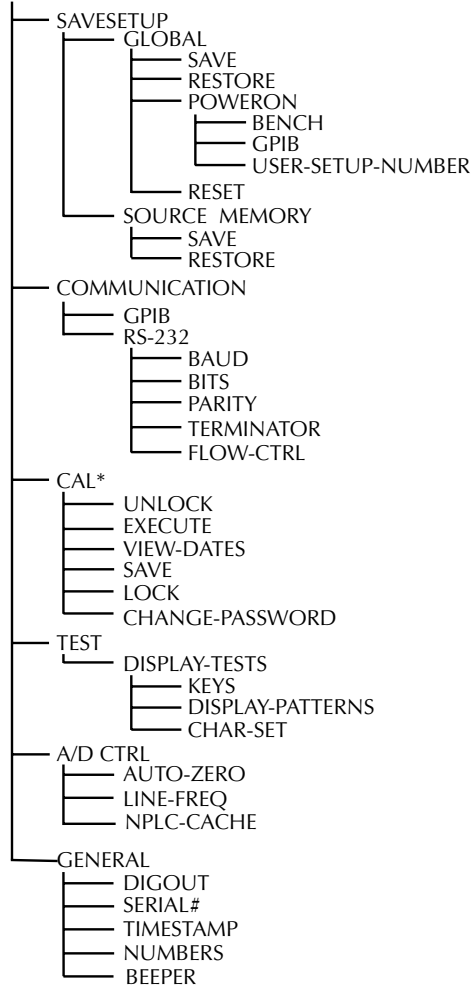 SAVESETUP
GLOBAL
SAVE
RESTORE
POWERON
BENCH
GPIB
USER-SETUP-NUMBER
RESET
SOURCE MEMORY
SAVE
RESTORE
COMMUNICATION
GPIB
RS-232
BAUD
BITS
PARITY
TERMINATOR
FLOW-CTRL
CAL*
UNLOCK
EXECUTE
VIEW-DATES
SAVE
LOCK
CHANGE-PASSWORD
TEST
DISPLAY-TESTS
KEYS
DISPLAY-PATTERNS
CHAR-SET
A/D CTRL
AUTO-ZERO
LINE-FREQ
NPLC-CACHE
GENERAL
DIGOUT
SERIAL#
TIMESTAMP
NUMBERS
BEEPER